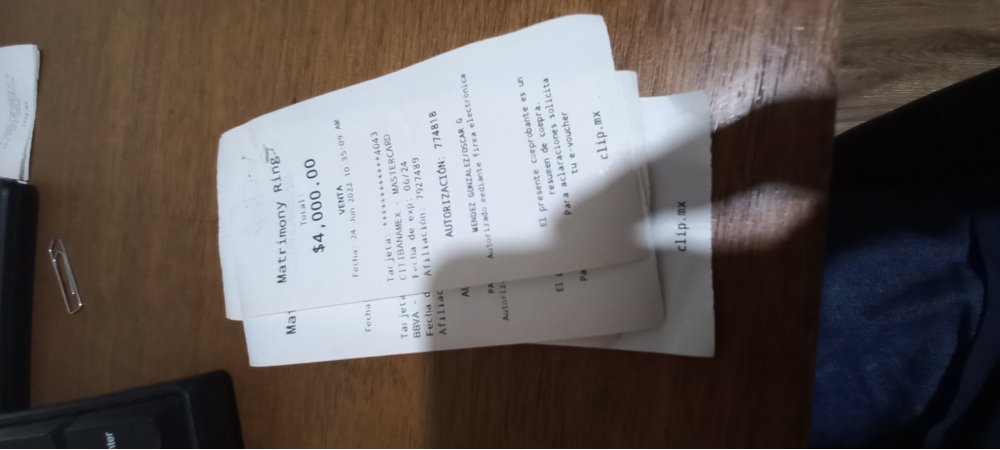 Matrimony Rings
Total
$4,000.00
VENTA
Fecha: 24 Jun 2022 10:35:09 AM
Tarjeta: ************4043
CITIBANAMEX - MASTERCARD
Fecha de exp: 06/24
Afiliación: 7927489
AUTORIZACIÓN: 774818
MENDEZ GONZALEZ/OSCAR G
Autorizado mediante firma electrónica
El presente comprobante es un
resumen de compra.
Para aclaraciones solicita
tu e-voucher
clip.mx
Mat
Fecha:
Tarjeta
BBVA -
Fecha d
Afiliac
AU
PA
Autoriz
El
Pa
clip.mx